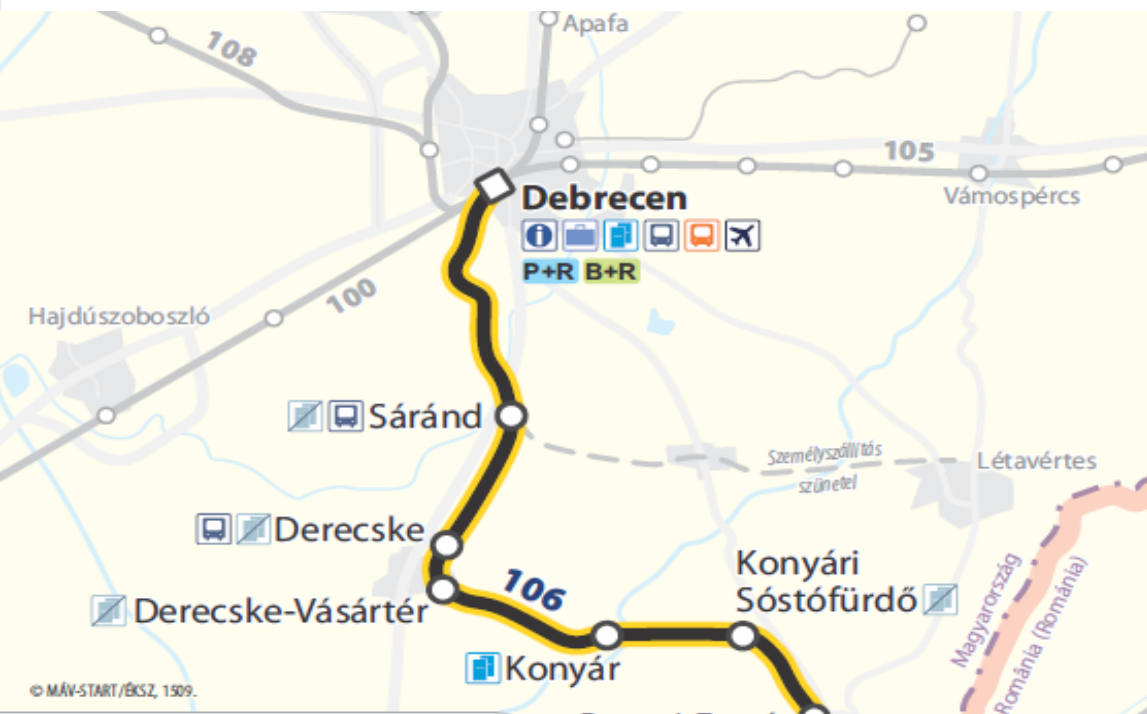 Apafa
108
105
Vámospércs
Debrecen
P+R B+R
100
Hajdúszoboszló
Sáránd
Személyszállítás
szünetel
Létavértes
Derecske
Konyári
Sóstófürdő
106
Derecske-Vásártér
Magyarország
Románia (România)
Konyár
© MÁV-START/ÉKSZ, 1509.